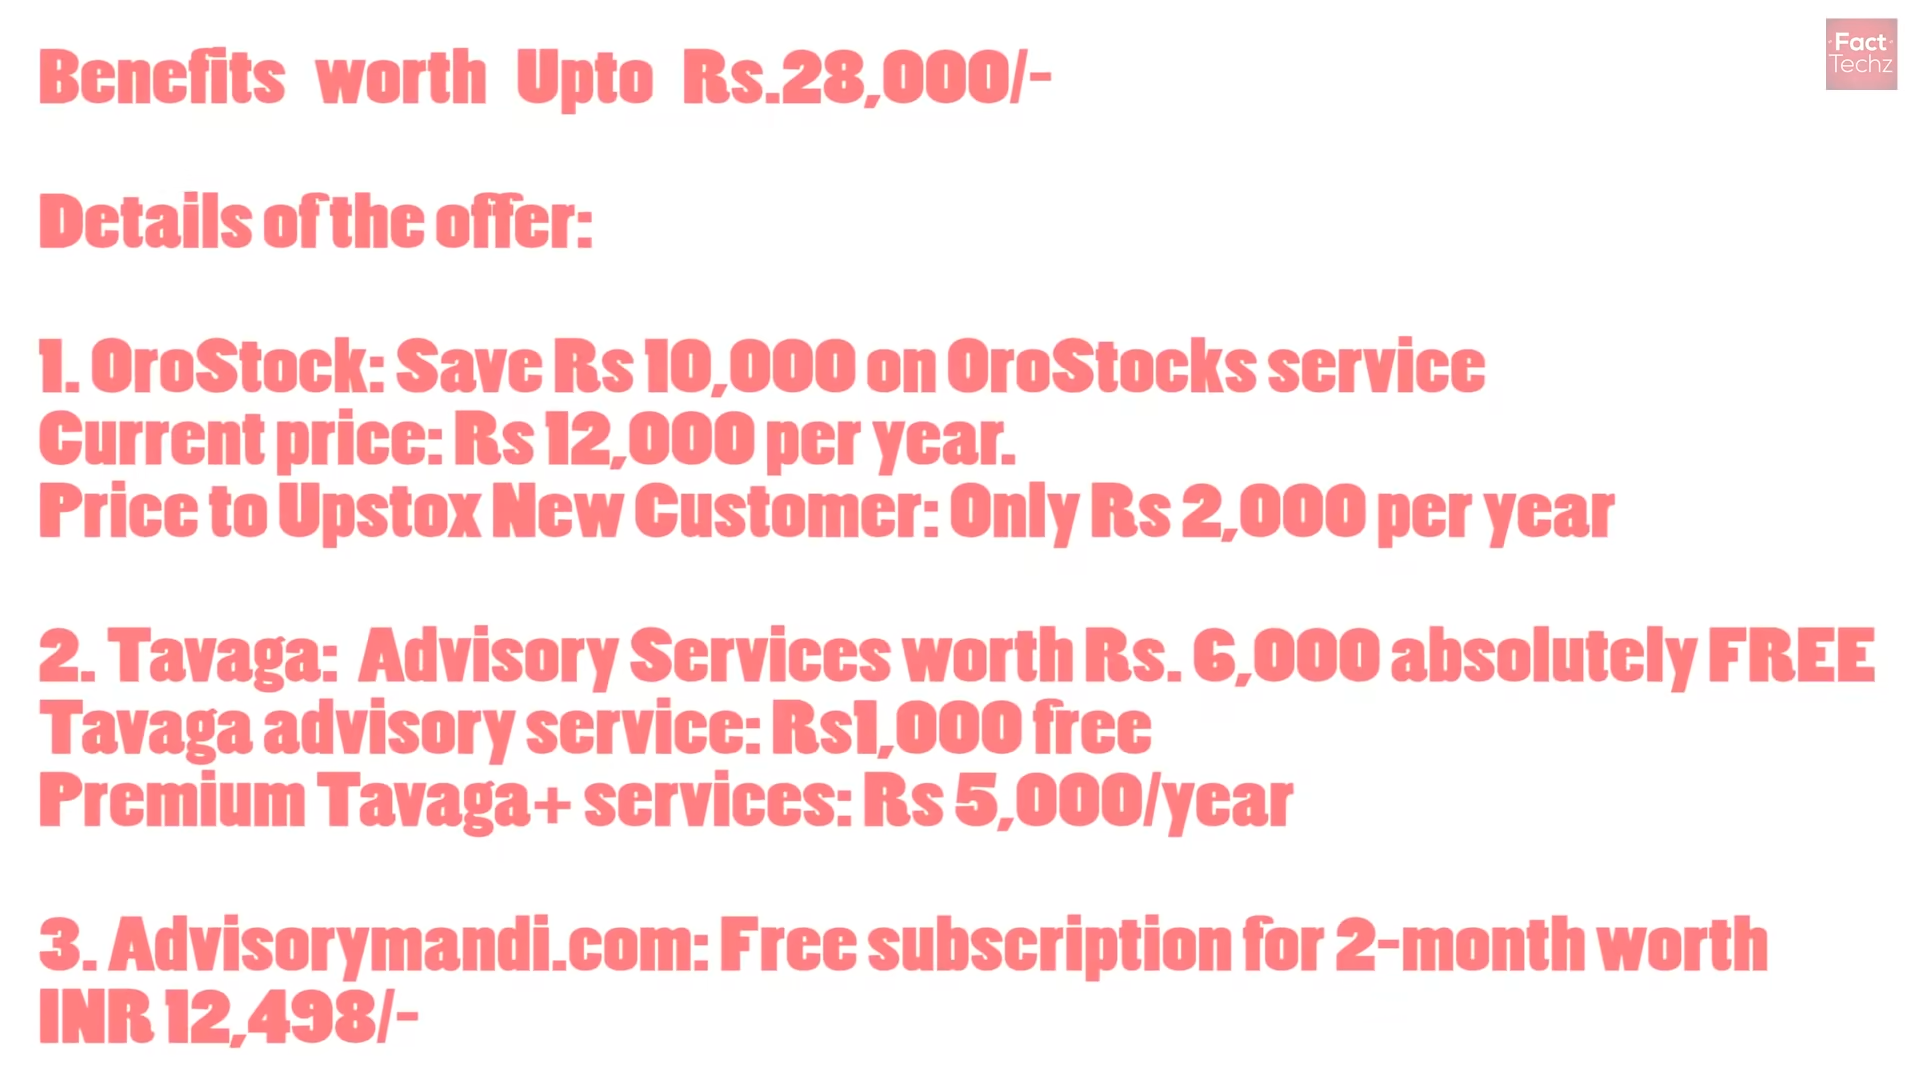 Benefits worth Upto Rs.28,000/-
Fact
Techz
Details of the offer:
1. OroStock: Save Rs 10,000 on OroStocks service
Current price: Rs 12,000 per year.
Price to Upstox New Customer: Only Rs 2,000 per year
2. Tavaga: Advisory Services worth Rs. 6,000 absolutely FREE
Tavaga advisory service: Rs1,000 free
Premium Tavaga+ services: Rs 5,000/year
3. Advisorymandi.com: Free subscription for 2-month worth
INR 12,498/-